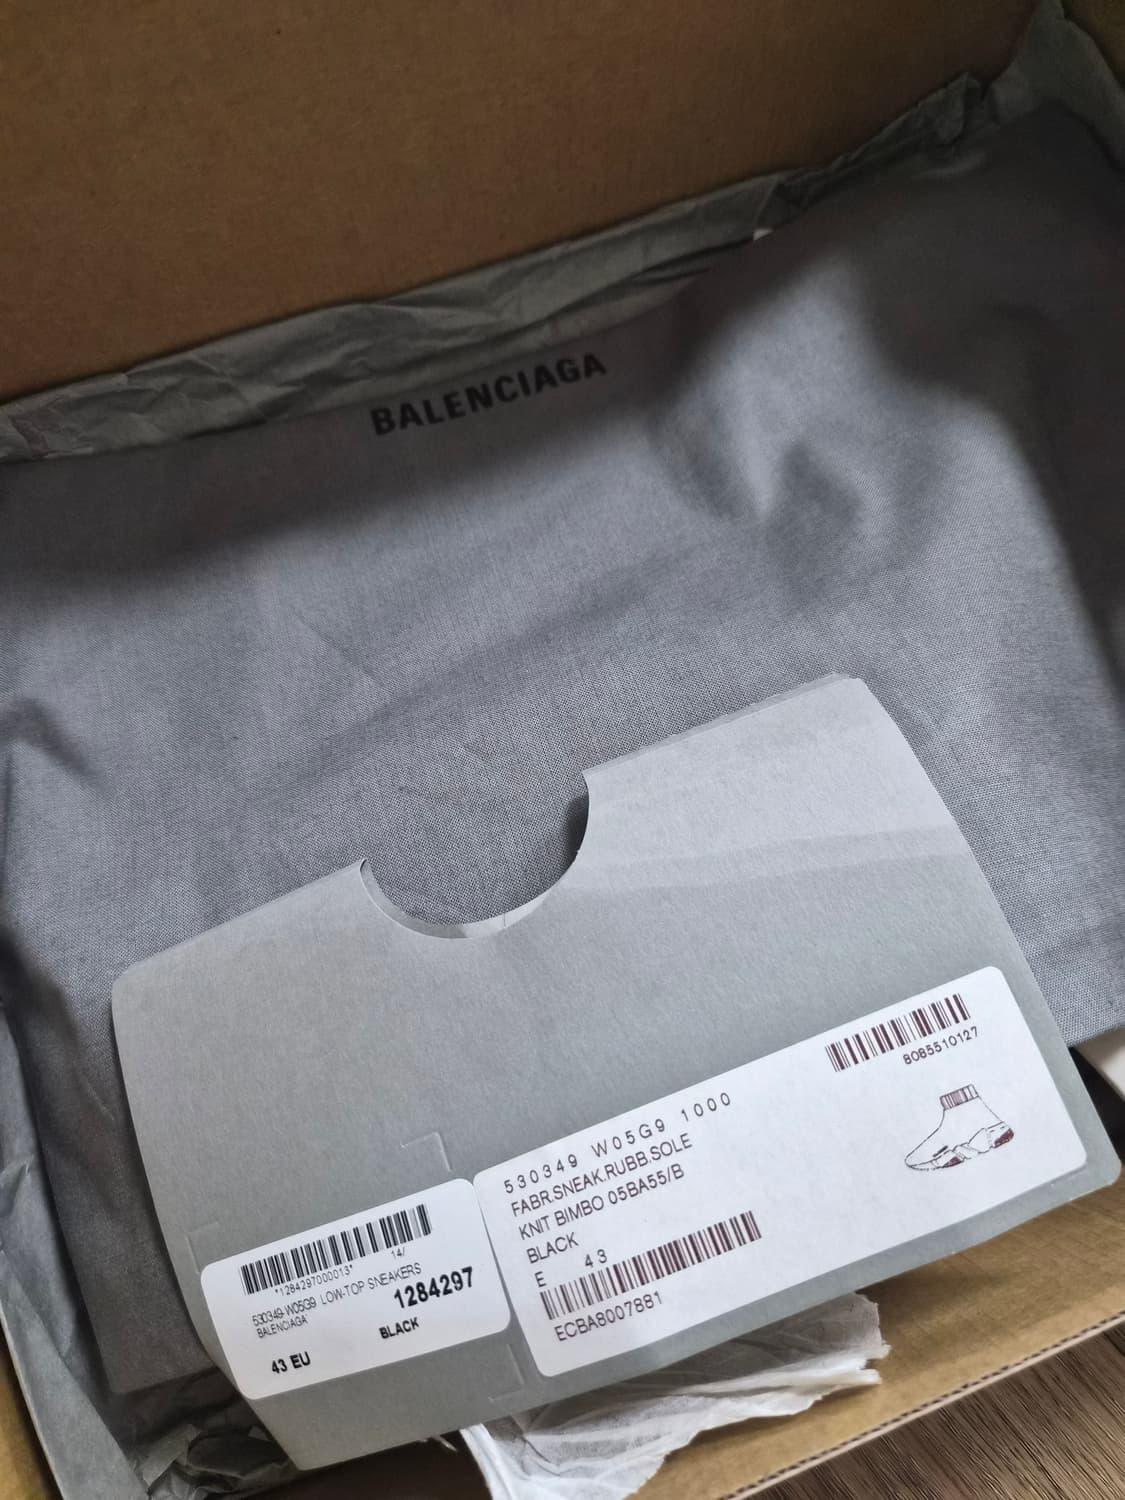 BALENCIAGA
8085510127
530349 W05G9 1000
FABR.SNEAK.RUBB.SOLE
KNIT BIMBO 05BA55/B
BLACK
E 43
ECBA8007881
*1284297000013*
14/
530349-W05G9 LOW-TOP SNEAKERS
BALENCIAGA
1284297
BLACK
43 EU